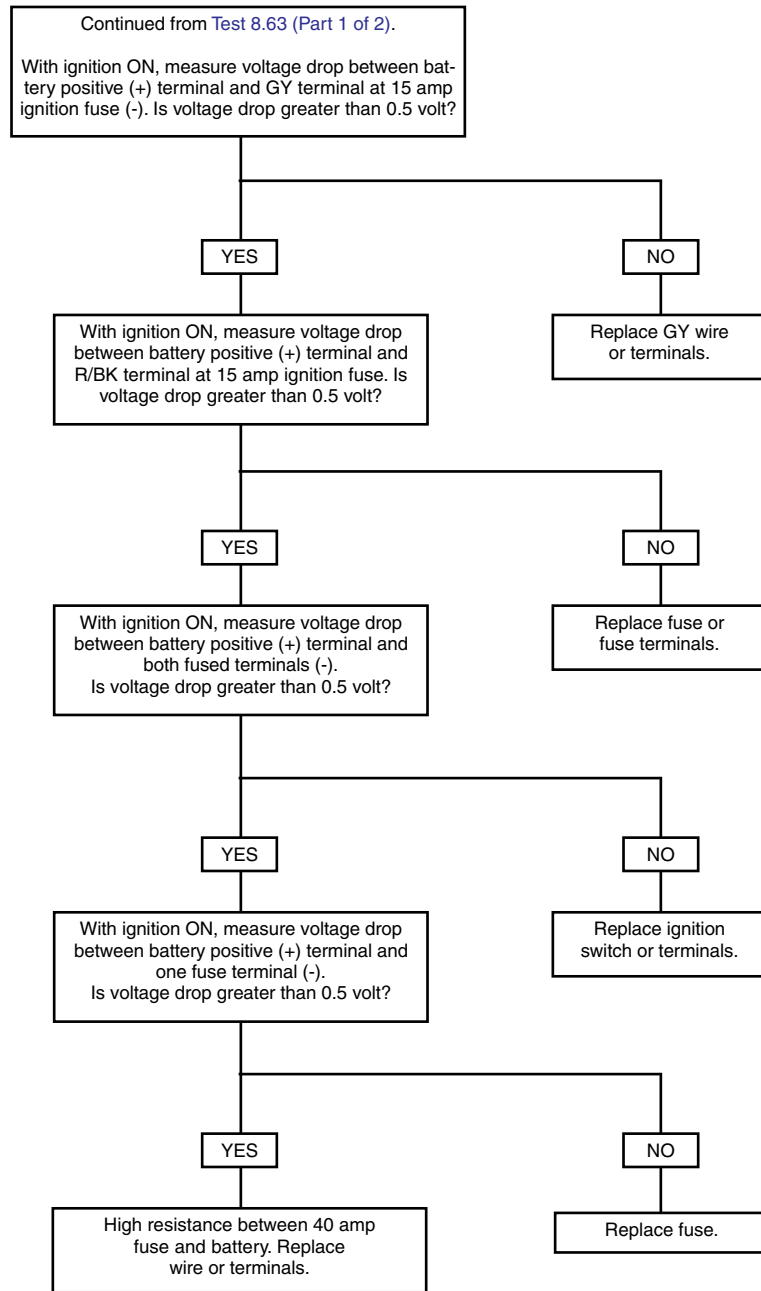 Continued from Test 8.63 (Part 1 of 2).
With ignition ON, measure voltage drop between bat-
tery positive (+) terminal and GY terminal at 15 amp
ignition fuse (-). Is voltage drop greater than 0.5 volt?
YES
NO
With ignition ON, measure voltage drop
between battery positive (+) terminal and
R/BK terminal at 15 amp ignition fuse. Is
voltage drop greater than 0.5 volt?
Replace GY wire
or terminals.
YES
NO
With ignition ON, measure voltage drop
between battery positive (+) terminal and
both fused terminals (-).
Is voltage drop greater than 0.5 volt?
Replace fuse or
fuse terminals.
YES
NO
With ignition ON, measure voltage drop
between battery positive (+) terminal and
one fuse terminal (-).
Is voltage drop greater than 0.5 volt?
Replace ignition
switch or terminals.
YES
NO
High resistance between 40 amp
fuse and battery. Replace
wire or terminals.
Replace fuse.